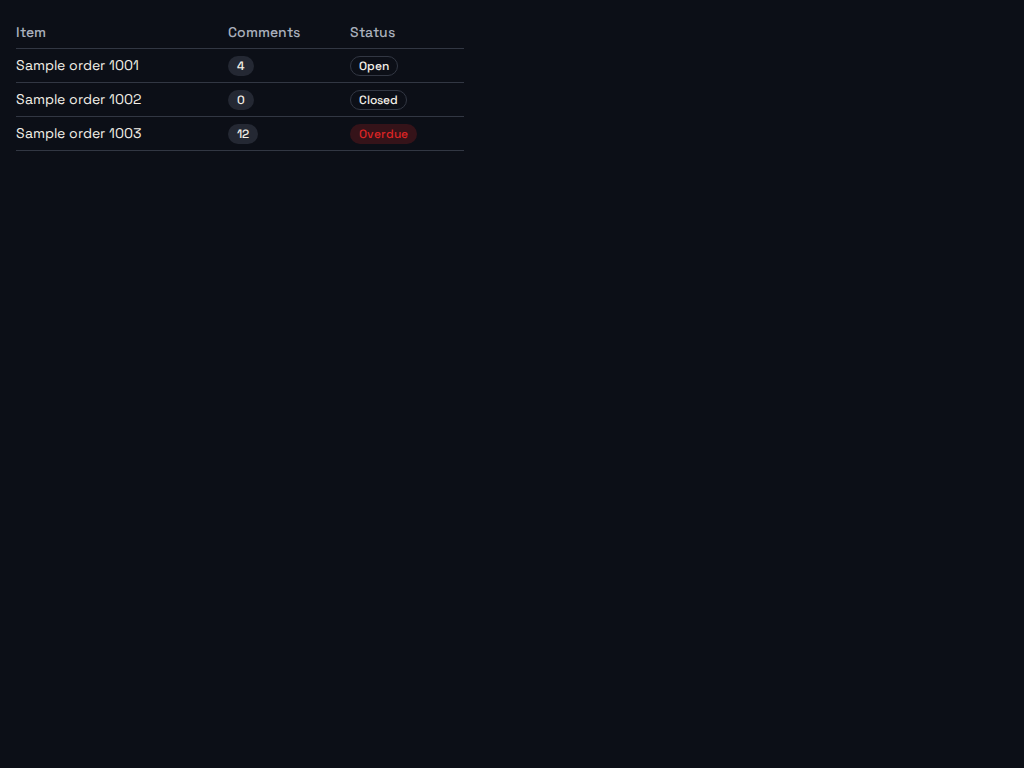 Item Comments Status
Sample order 1001 4 Open
Sample order 1002 0 Closed
Sample order 1003 12 Overdue